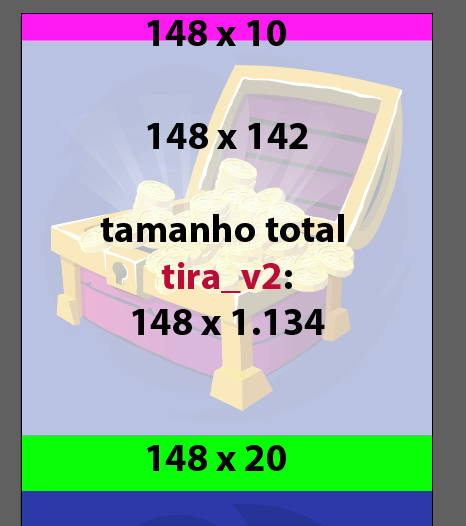 148 x 10
148 x 142
tamanho total
tira_v2:
148 x 1.134
148 x 20